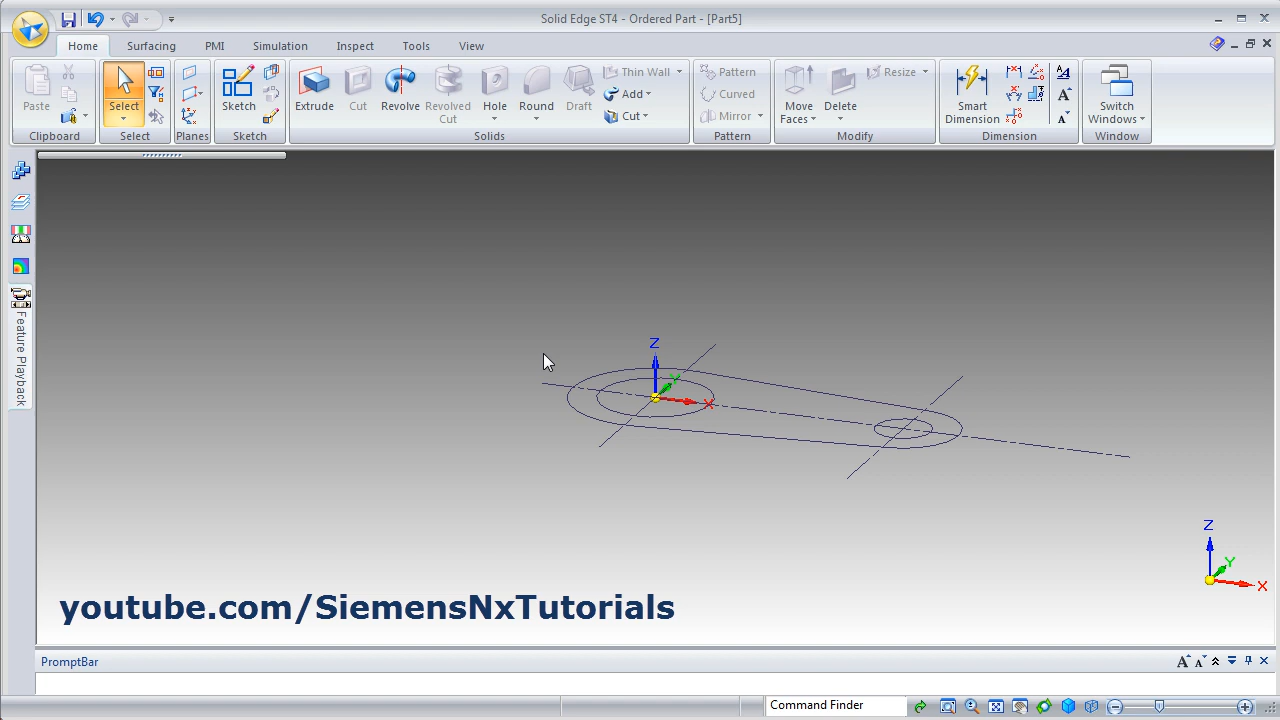 Solid Edge ST4 - Ordered Part - [Part5]
Home Surfacing PMI Simulation Inspect Tools View
Paste Select Sketch Extrude Cut Revolve Revolved Cut Hole Round Draft Thin Wall Add Cut Pattern Curved Mirror Move Faces Delete Resize Smart Dimension Switch Windows
Clipboard Select Planes Sketch Solids Pattern Modify Dimension Window
Feature Playback
Z
Y
X
Z
Y
X
youtube.com/SiemensNxTutorials
PromptBar
Command Finder